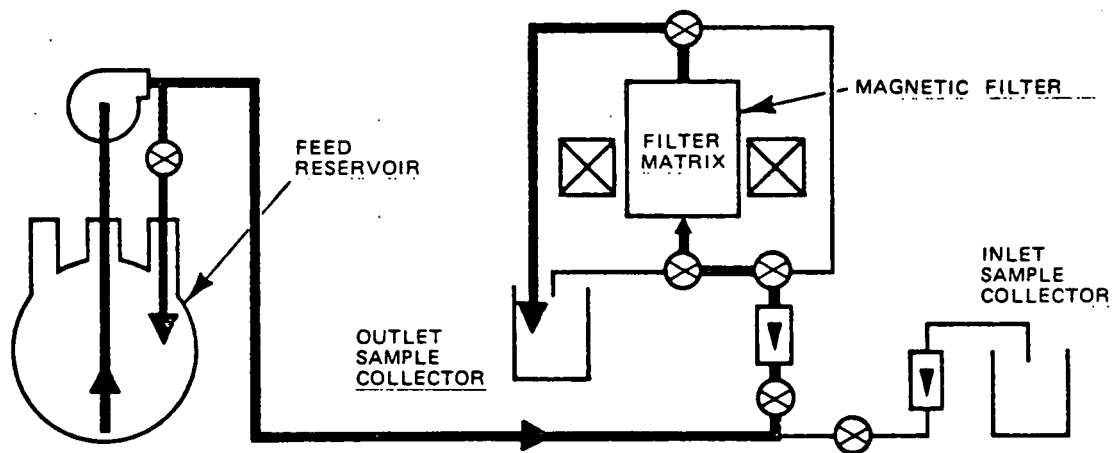 MAGNETIC FILTER
FILTER
MATRIX
FEED
RESERVOIR
INLET
SAMPLE
COLLECTOR
OUTLET
SAMPLE
COLLECTOR